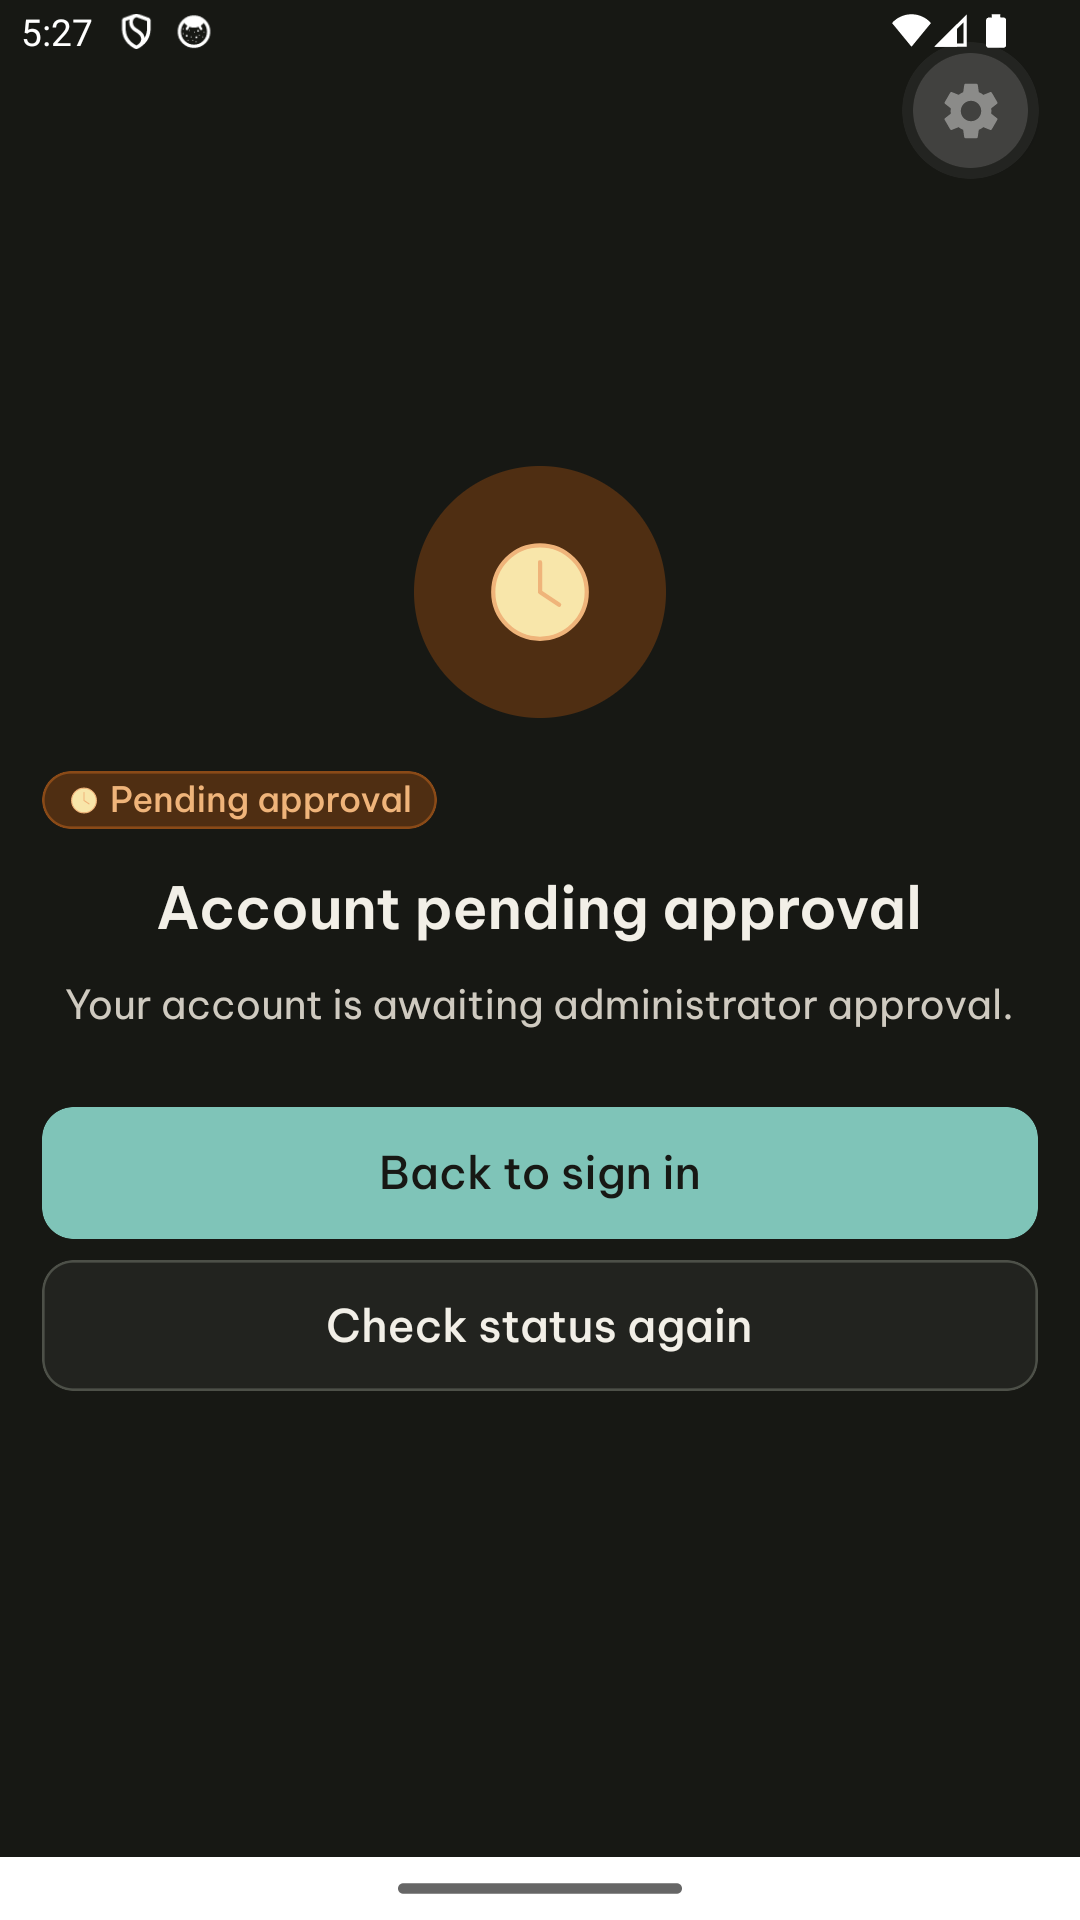 5:27
Pending approval
Account pending approval
Your account is awaiting administrator approval.
Back to sign in
Check status again